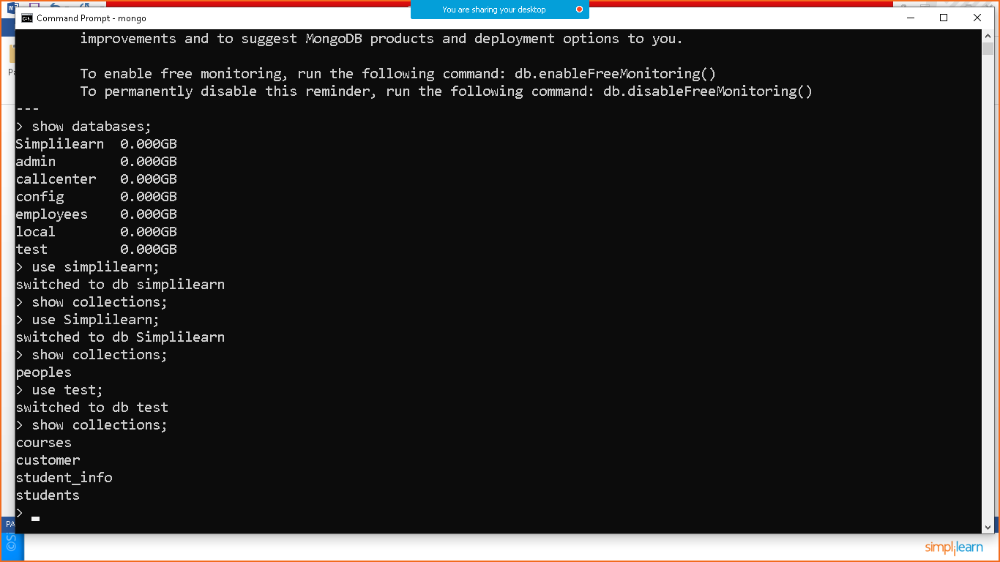 You are sharing your desktop
Command Prompt - mongo
improvements and to suggest MongoDB products and deployment options to you.
To enable free monitoring, run the following command: db.enableFreeMonitoring()
To permanently disable this reminder, run the following command: db.disableFreeMonitoring()
---
> show databases;
Simplilearn 0.000GB
admin 0.000GB
callcenter 0.000GB
config 0.000GB
employees 0.000GB
local 0.000GB
test 0.000GB
> use simplilearn;
switched to db simplilearn
> show collections;
> use Simplilearn;
switched to db Simplilearn
> show collections;
peoples
> use test;
switched to db test
> show collections;
courses
customer
student_info
students
>
simplilearn